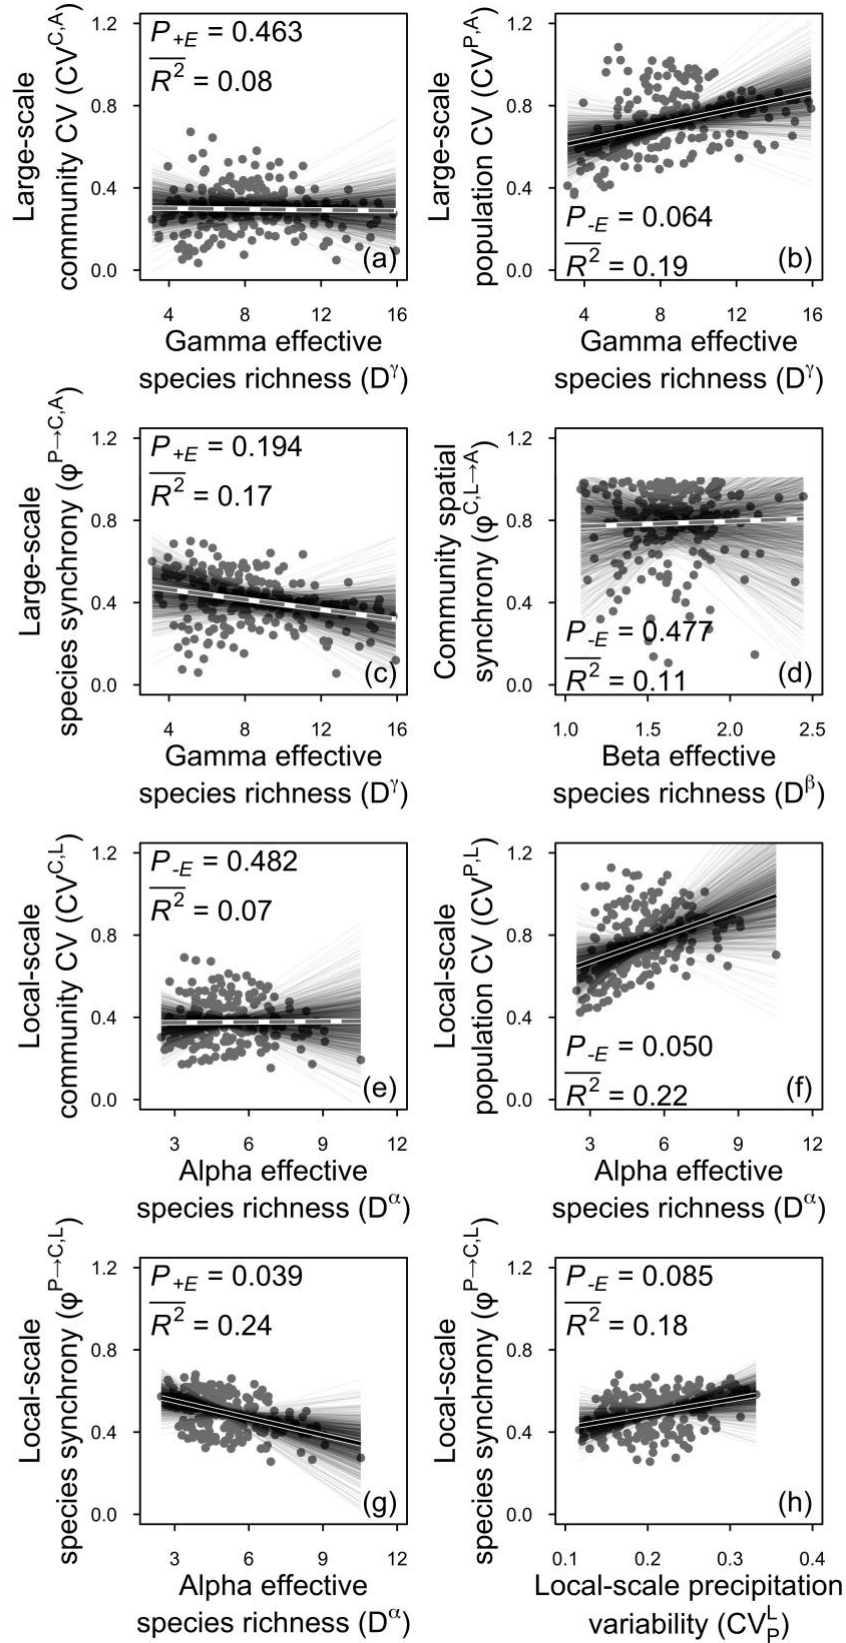 Large-scale
community CV (CV^C,A)
1.2
0.8
0.4
0.0
P+E = 0.463
R² = 0.08
(a)
4 8 12 16
Gamma effective
species richness (D^γ)
Large-scale
population CV (CV^P,A)
1.2
0.8
0.4
0.0
P-E = 0.064
R² = 0.19
(b)
4 8 12 16
Gamma effective
species richness (D^γ)
Large-scale
species synchrony (φ^P→C,A)
1.2
0.8
0.4
0.0
P+E = 0.194
R² = 0.17
(c)
4 8 12 16
Gamma effective
species richness (D^γ)
Community spatial
synchrony (φ^C,L→A)
1.2
0.8
0.4
0.0
P-E = 0.477
R² = 0.11
(d)
1.0 1.5 2.0 2.5
Beta effective
species richness (D^β)
Local-scale
community CV (CV^C,L)
1.2
0.8
0.4
0.0
P-E = 0.482
R² = 0.07
(e)
3 6 9 12
Alpha effective
species richness (D^α)
Local-scale
population CV (CV^P,L)
1.2
0.8
0.4
0.0
P-E = 0.050
R² = 0.22
(f)
3 6 9 12
Alpha effective
species richness (D^α)
Local-scale
species synchrony (φ^P→C,L)
1.2
0.8
0.4
0.0
P+E = 0.039
R² = 0.24
(g)
3 6 9 12
Alpha effective
species richness (D^α)
Local-scale
species synchrony (φ^P→C,L)
1.2
0.8
0.4
0.0
P-E = 0.085
R² = 0.18
(h)
0.1 0.2 0.3 0.4
Local-scale precipitation
variability (CV^L_P)